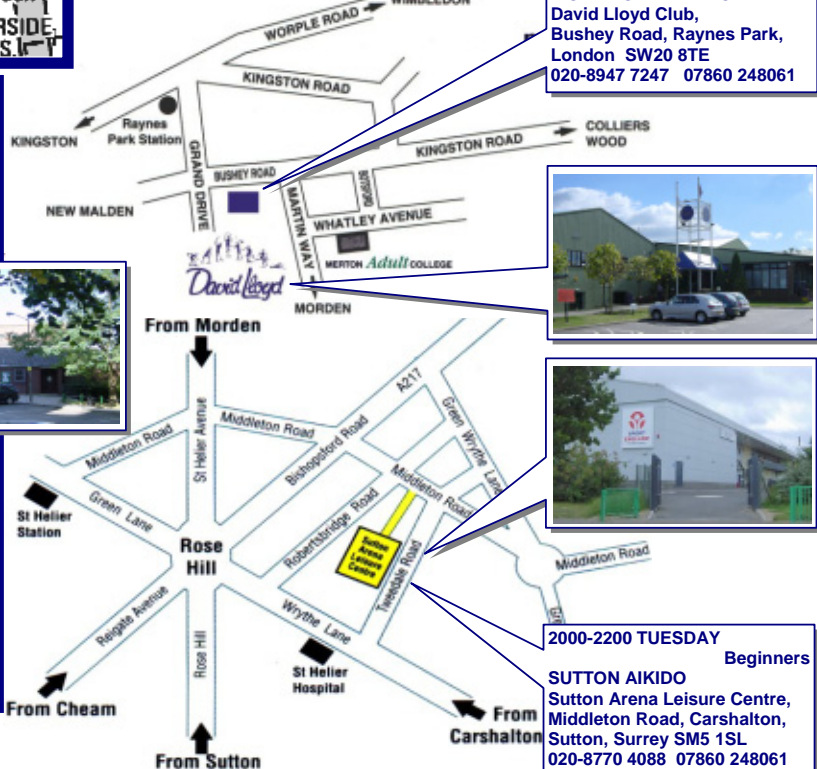 RSIDE,
S.
WORPLE ROAD
WIMBLEDON
KINGSTON ROAD
Raynes
Park Station
KINGSTON
GRAND DRIVE
BUSHEY ROAD
KINGSTON ROAD
COLLIERS
WOOD
NEW MALDEN
MARTIN WAY
WHATLEY AVENUE
MERTON Adult COLLEGE
David Lloyd
MORDEN
David Lloyd Club,
Bushey Road, Raynes Park,
London SW20 8TE
020-8947 7247 07860 248061
From Morden
St Helier Avenue
Middleton Road
Middleton Road
Bishopsford Road
A217
Green Wrythe Lane
Green Lane
St Helier
Station
Rose
Hill
Robertsbridge Road
Middleton Road
Sutton
Arena
Leisure
Centre
Tweedale Road
Middleton Road
Reigate Avenue
Rose Hill
Wrythe Lane
St Helier
Hospital
From Cheam
From Sutton
From
Carshalton
2000-2200 TUESDAY
Beginners
SUTTON AIKIDO
Sutton Arena Leisure Centre,
Middleton Road, Carshalton,
Sutton, Surrey SM5 1SL
020-8770 4088 07860 248061